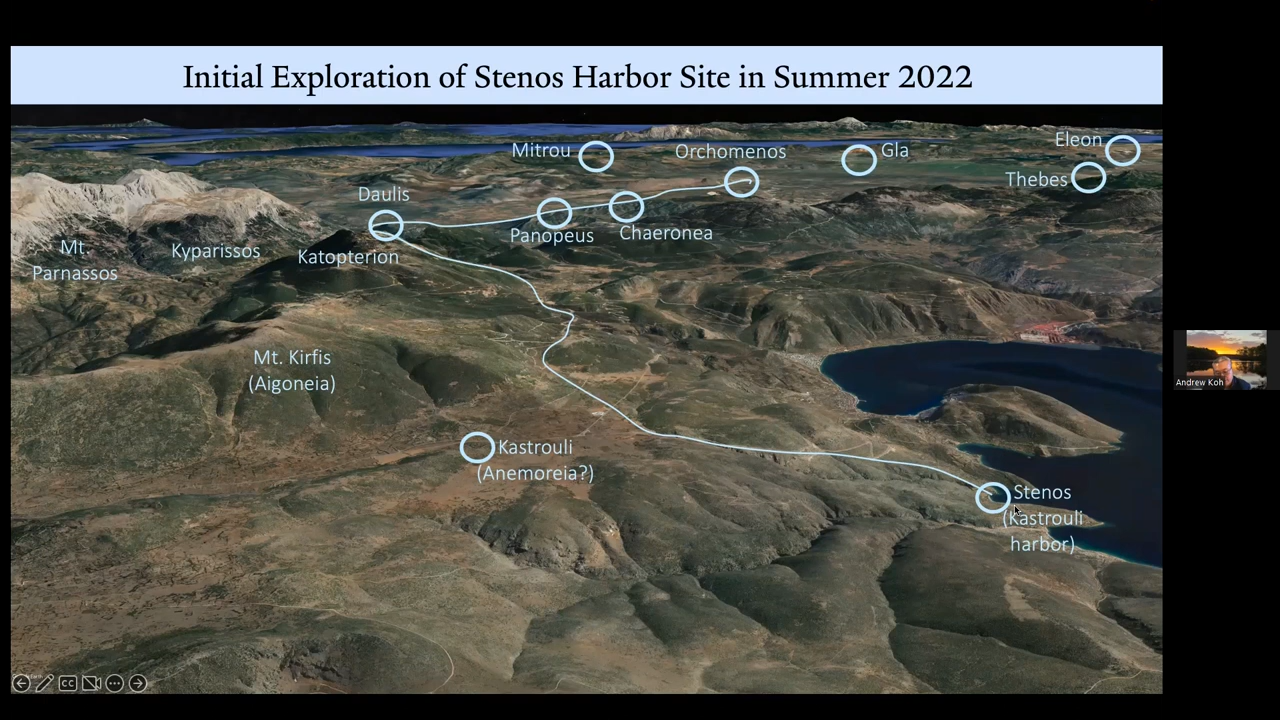 Initial Exploration of Stenos Harbor Site in Summer 2022
Mitrou
Orchomenos
Gla
Eleon
Thebes
Daulis
Panopeus
Chaeronea
Mt.
Parnassos
Kyparissos
Katopterion
Mt. Kirfis
(Aigoneia)
Kastrouli
(Anemoreia?)
Stenos
(Kastrouli
harbor)
Andrew Koh
CC